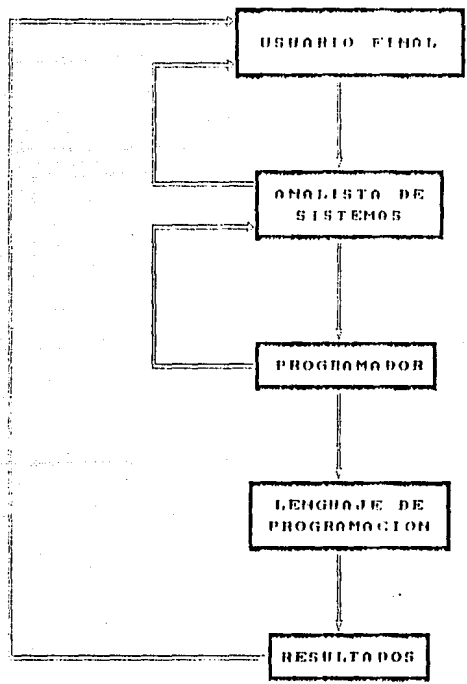 USUARIO FINAL
ANALISTA DE
SISTEMAS
PROGRAMADOR
LENGUAJE DE
PROGRAMACION
RESULTADOS